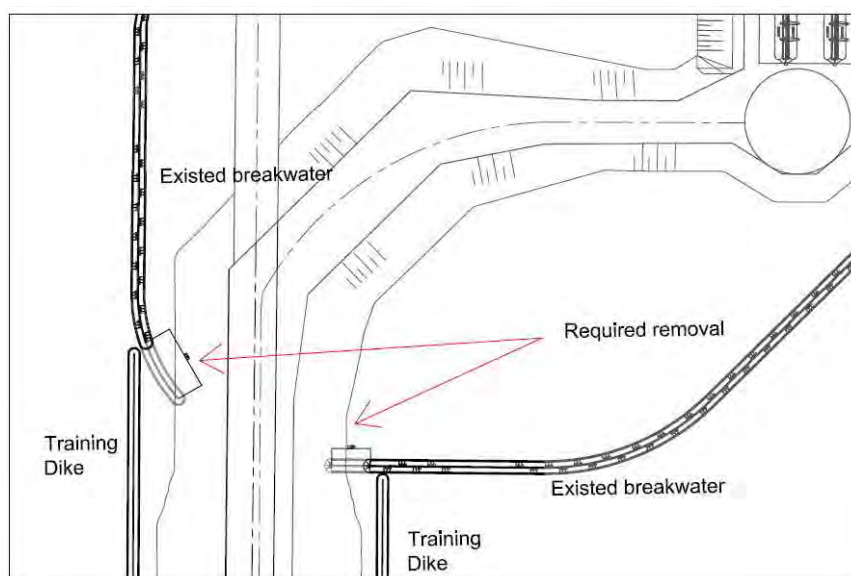 Existed breakwater
Required removal
Training
Dike
Existed breakwater
Training
Dike